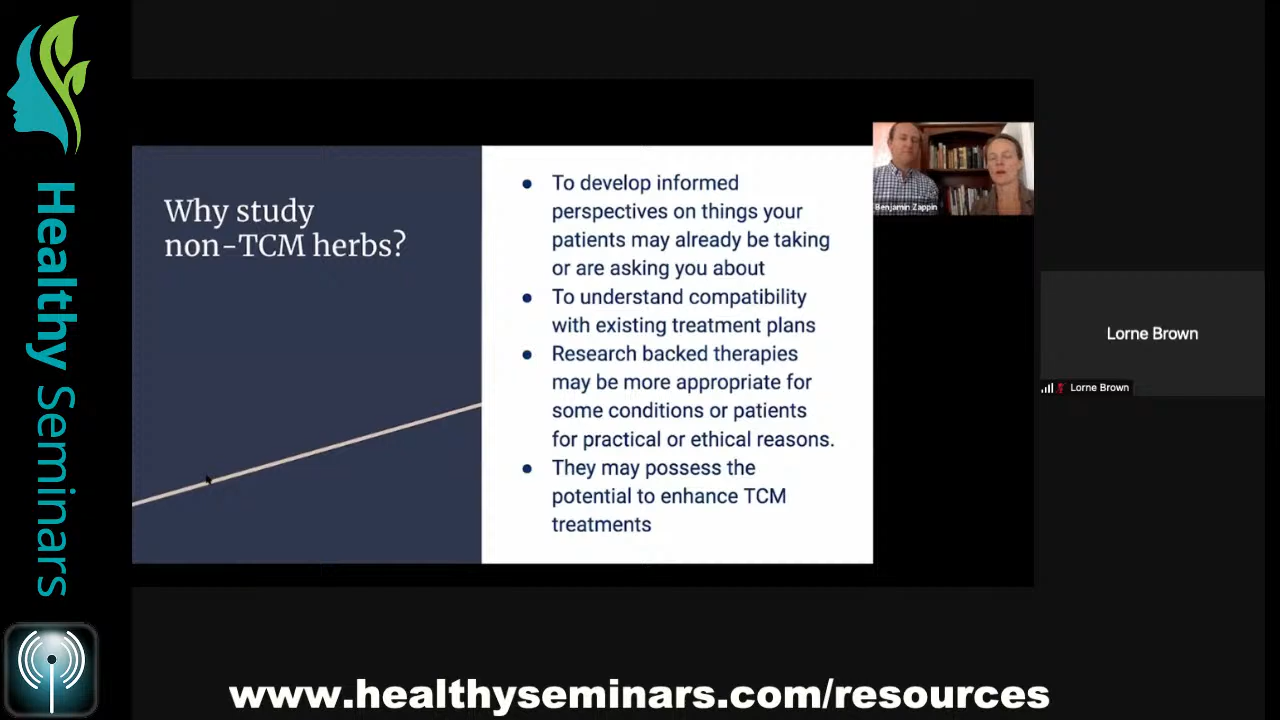 Healthy Seminars
Why study
non-TCM herbs?
● To develop informed
perspectives on things your
patients may already be taking
or are asking you about
● To understand compatibility
with existing treatment plans
● Research backed therapies
may be more appropriate for
some conditions or patients
for practical or ethical reasons.
● They may possess the
potential to enhance TCM
treatments
Benjamin Zappin
Lorne Brown
Lorne Brown
www.healthyseminars.com/resources